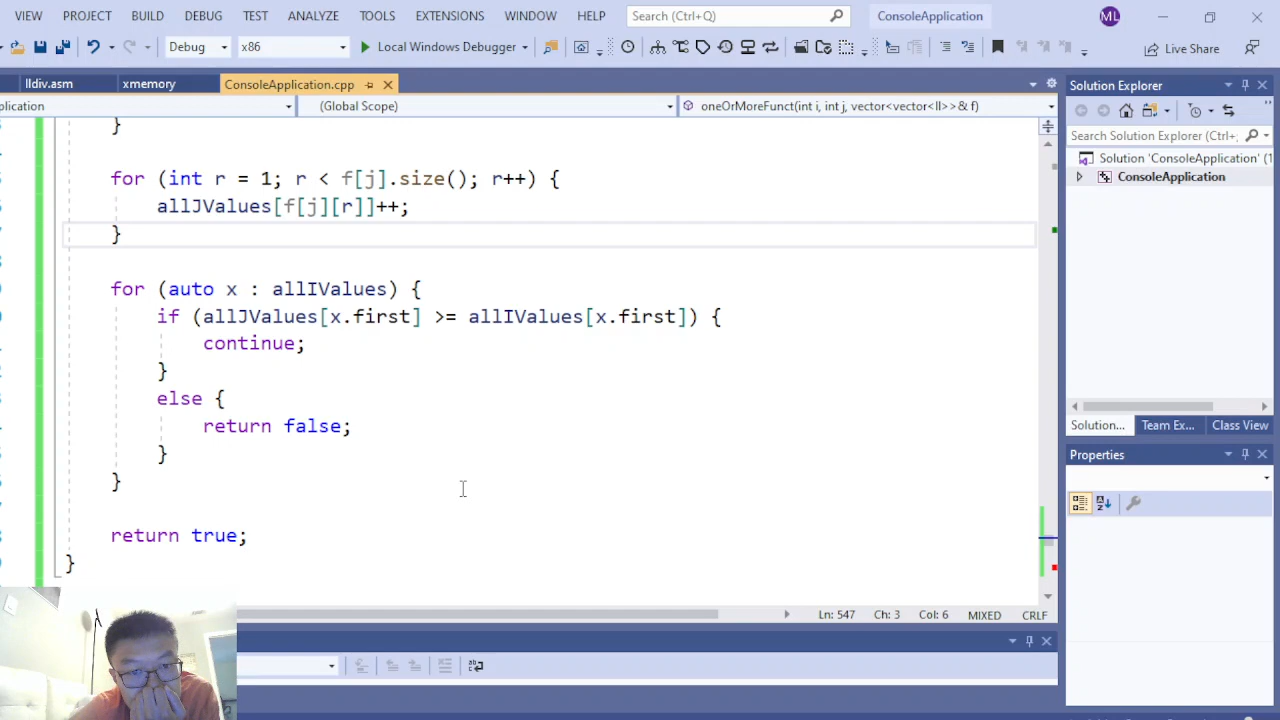 VIEW PROJECT BUILD DEBUG TEST ANALYZE TOOLS EXTENSIONS WINDOW HELP Search (Ctrl+Q) ConsoleApplication ML
Debug x86 Local Windows Debugger Live Share
lldiv.asm xmemory ConsoleApplication.cpp Solution Explorer
plication (Global Scope) oneOrMoreFunct(int i, int j, vector<vector<ll>>& f)
Search Solution Explorer (Ctrl+;
Solution 'ConsoleApplication' (1
ConsoleApplication
}
for (int r = 1; r < f[j].size(); r++) {
allJValues[f[j][r]]++;
}
for (auto x : allIValues) {
if (allJValues[x.first] >= allIValues[x.first]) {
continue;
}
else {
return false;
}
}
return true;
}
Solution... Team Ex... Class View
Properties
Ln: 547 Ch: 3 Col: 6 MIXED CRLF